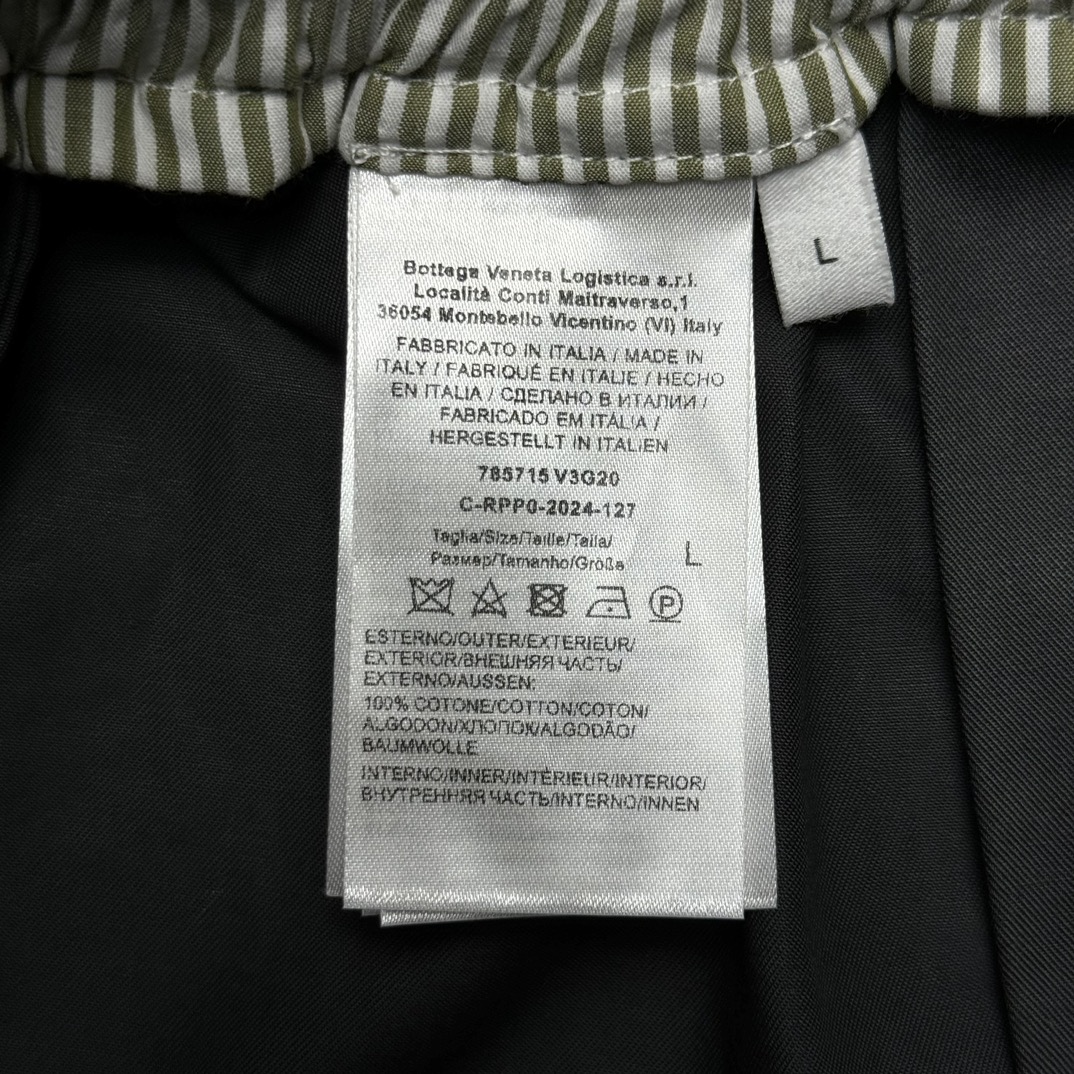 Bottega Veneta Logistica s.r.l.
Località Conti Maltraverso,1
36054 Montebello Vicentino (VI) Italy
FABBRICATO IN ITALIA / MADE IN
ITALY / FABRIQUÉ EN ITALIE / HECHO
EN ITALIA / СДЕЛАНО В ИТАЛИИ /
FABRICADO EM ITÁLIA /
HERGESTELLT IN ITALIEN
785715 V3G20
C-RPP0-2024-127
Taglia/Size/Taille/Talla/
Размер/Tamanho/Größe L
P
ESTERNO/OUTER/EXTERIEUR/
EXTERIOR/ВНЕШНЯЯ ЧАСТЬ/
EXTERNO/AUSSEN:
100% COTONE/COTTON/COTON/
ALGODON/ХЛОПОК/ALGODÃO/
BAUMWOLLE
INTERNO/INNER/INTÉRIEUR/INTERIOR/
ВНУТРЕННЯЯ ЧАСТЬ/INTERNO/INNEN
L